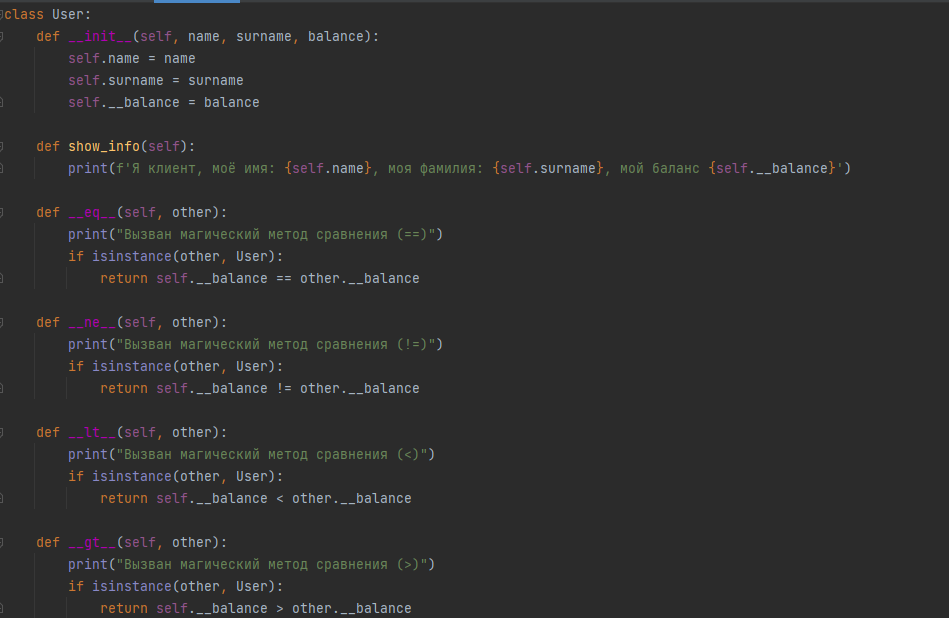 class User:
    def __init__(self, name, surname, balance):
        self.name = name
        self.surname = surname
        self.__balance = balance

    def show_info(self):
        print(f'Я клиент, моё имя: {self.name}, моя фамилия: {self.surname}, мой баланс {self.__balance}')

    def __eq__(self, other):
        print("Вызван магический метод сравнения (==)")
        if isinstance(other, User):
            return self.__balance == other.__balance

    def __ne__(self, other):
        print("Вызван магический метод сравнения (!=)")
        if isinstance(other, User):
            return self.__balance != other.__balance

    def __lt__(self, other):
        print("Вызван магический метод сравнения (<)")
        if isinstance(other, User):
            return self.__balance < other.__balance

    def __gt__(self, other):
        print("Вызван магический метод сравнения (>)")
        if isinstance(other, User):
            return self.__balance > other.__balance